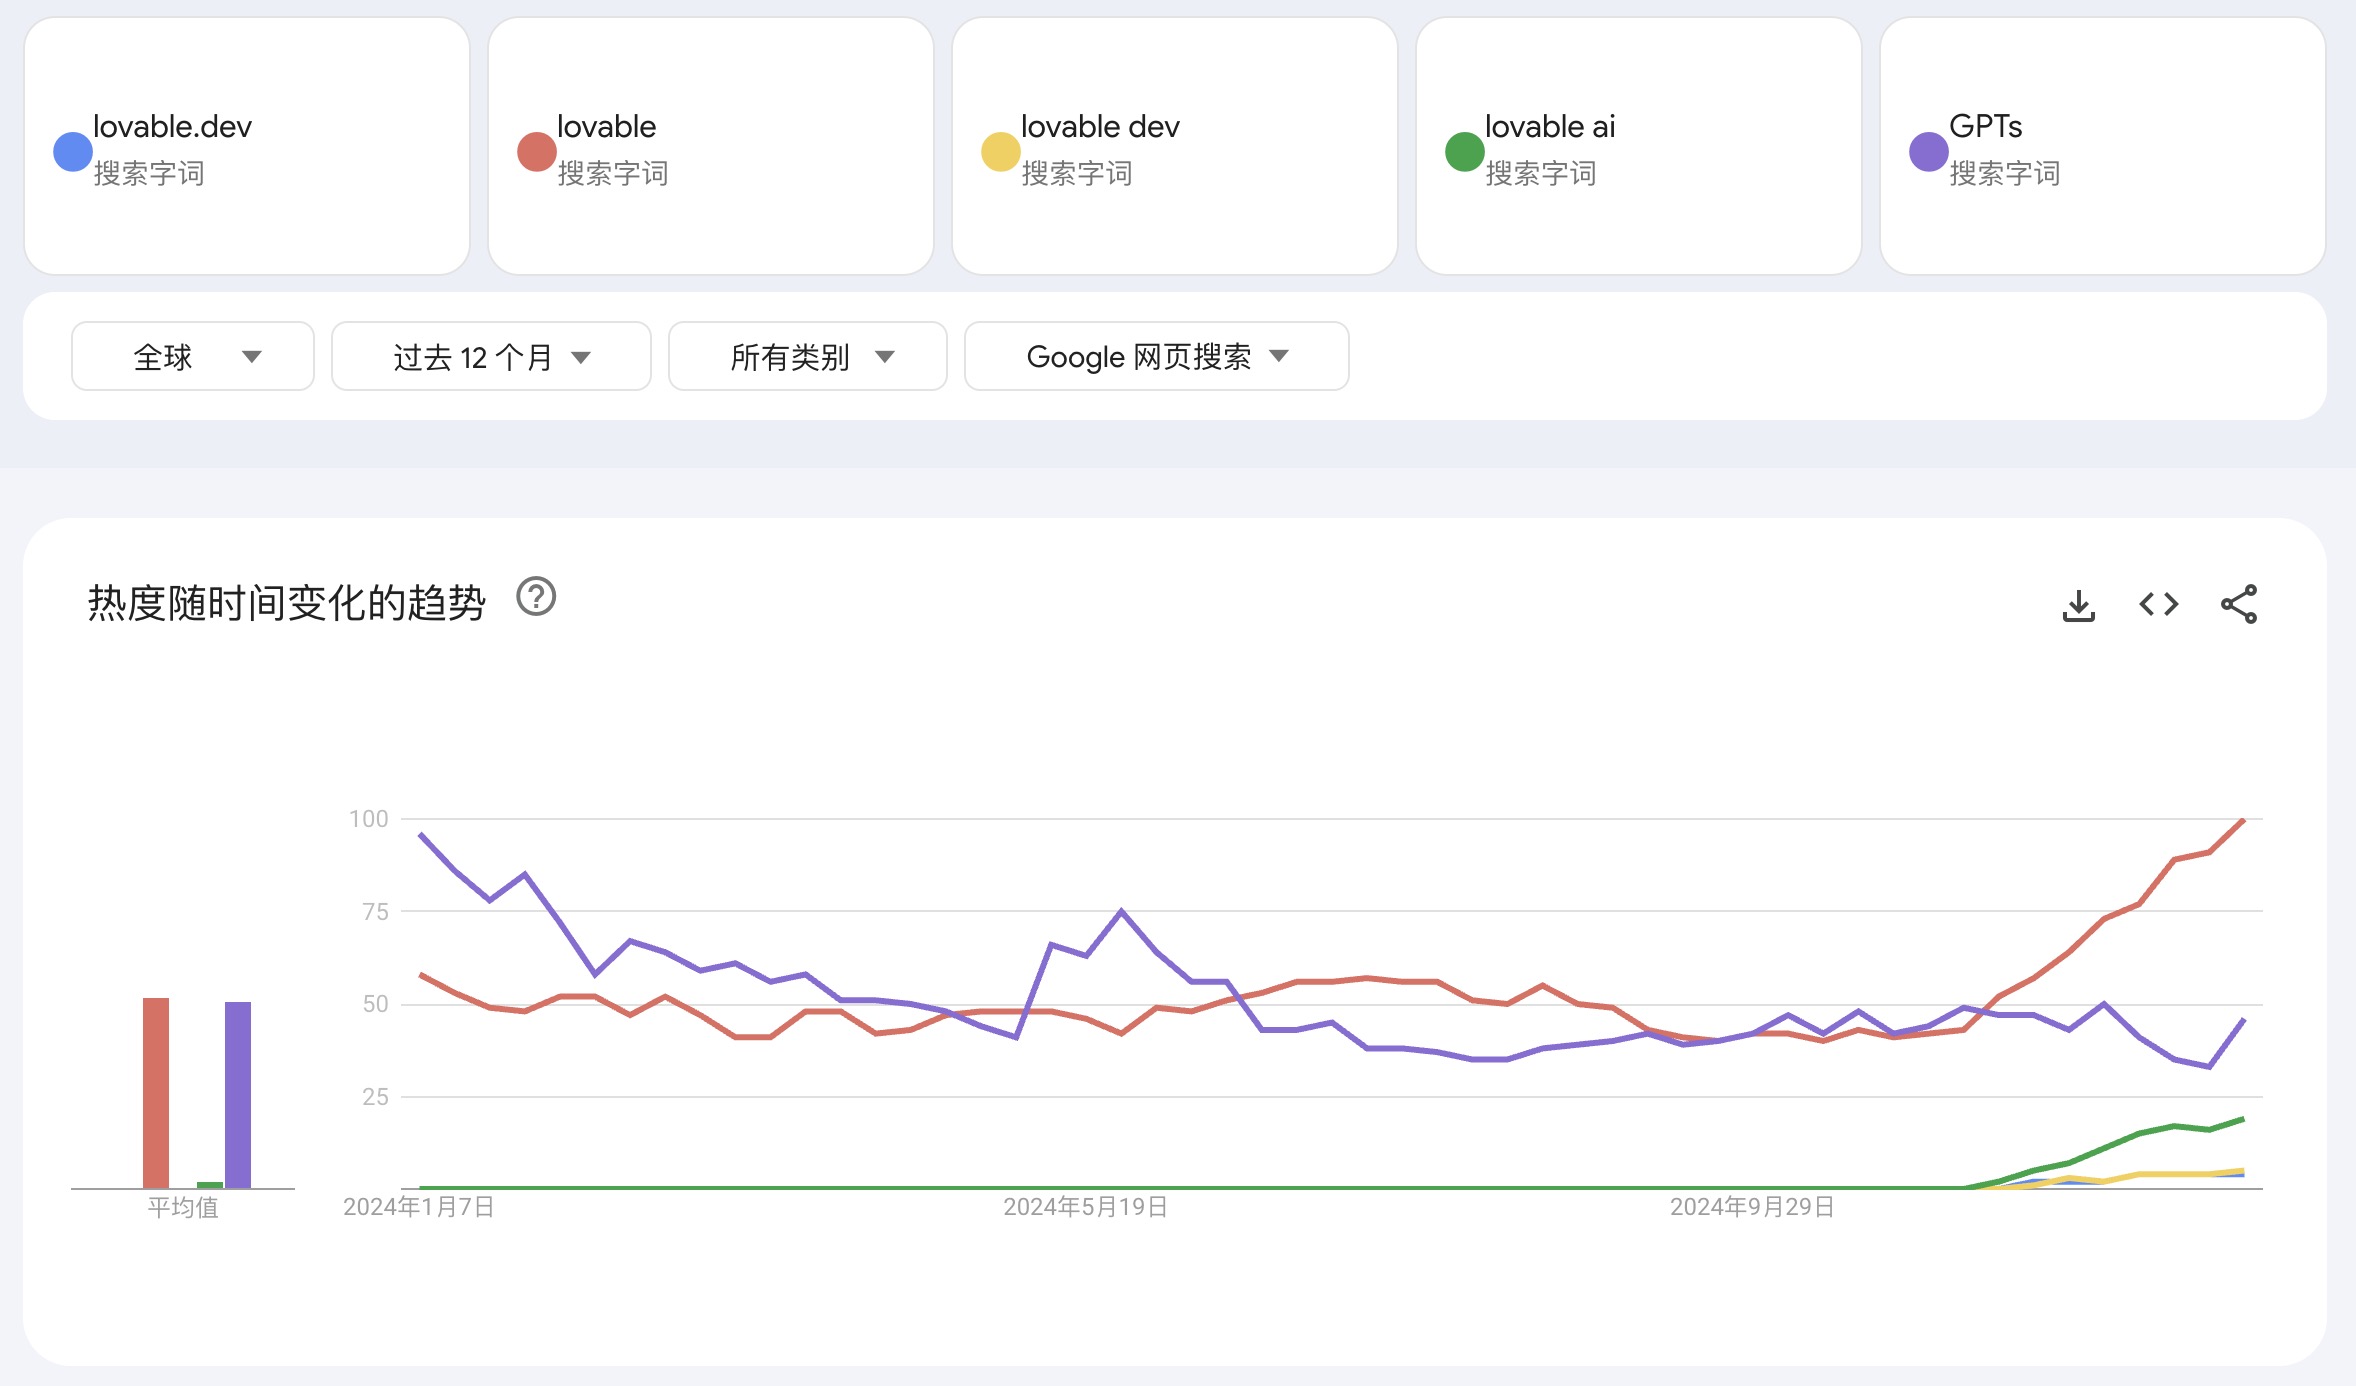 lovable.dev
搜索字词
lovable
搜索字词
lovable dev
搜索字词
lovable ai
搜索字词
GPTs
搜索字词
全球
过去 12 个月
所有类别
Google 网页搜索
热度随时间变化的趋势
100
75
50
25
平均值
2024年1月7日
2024年5月19日
2024年9月29日